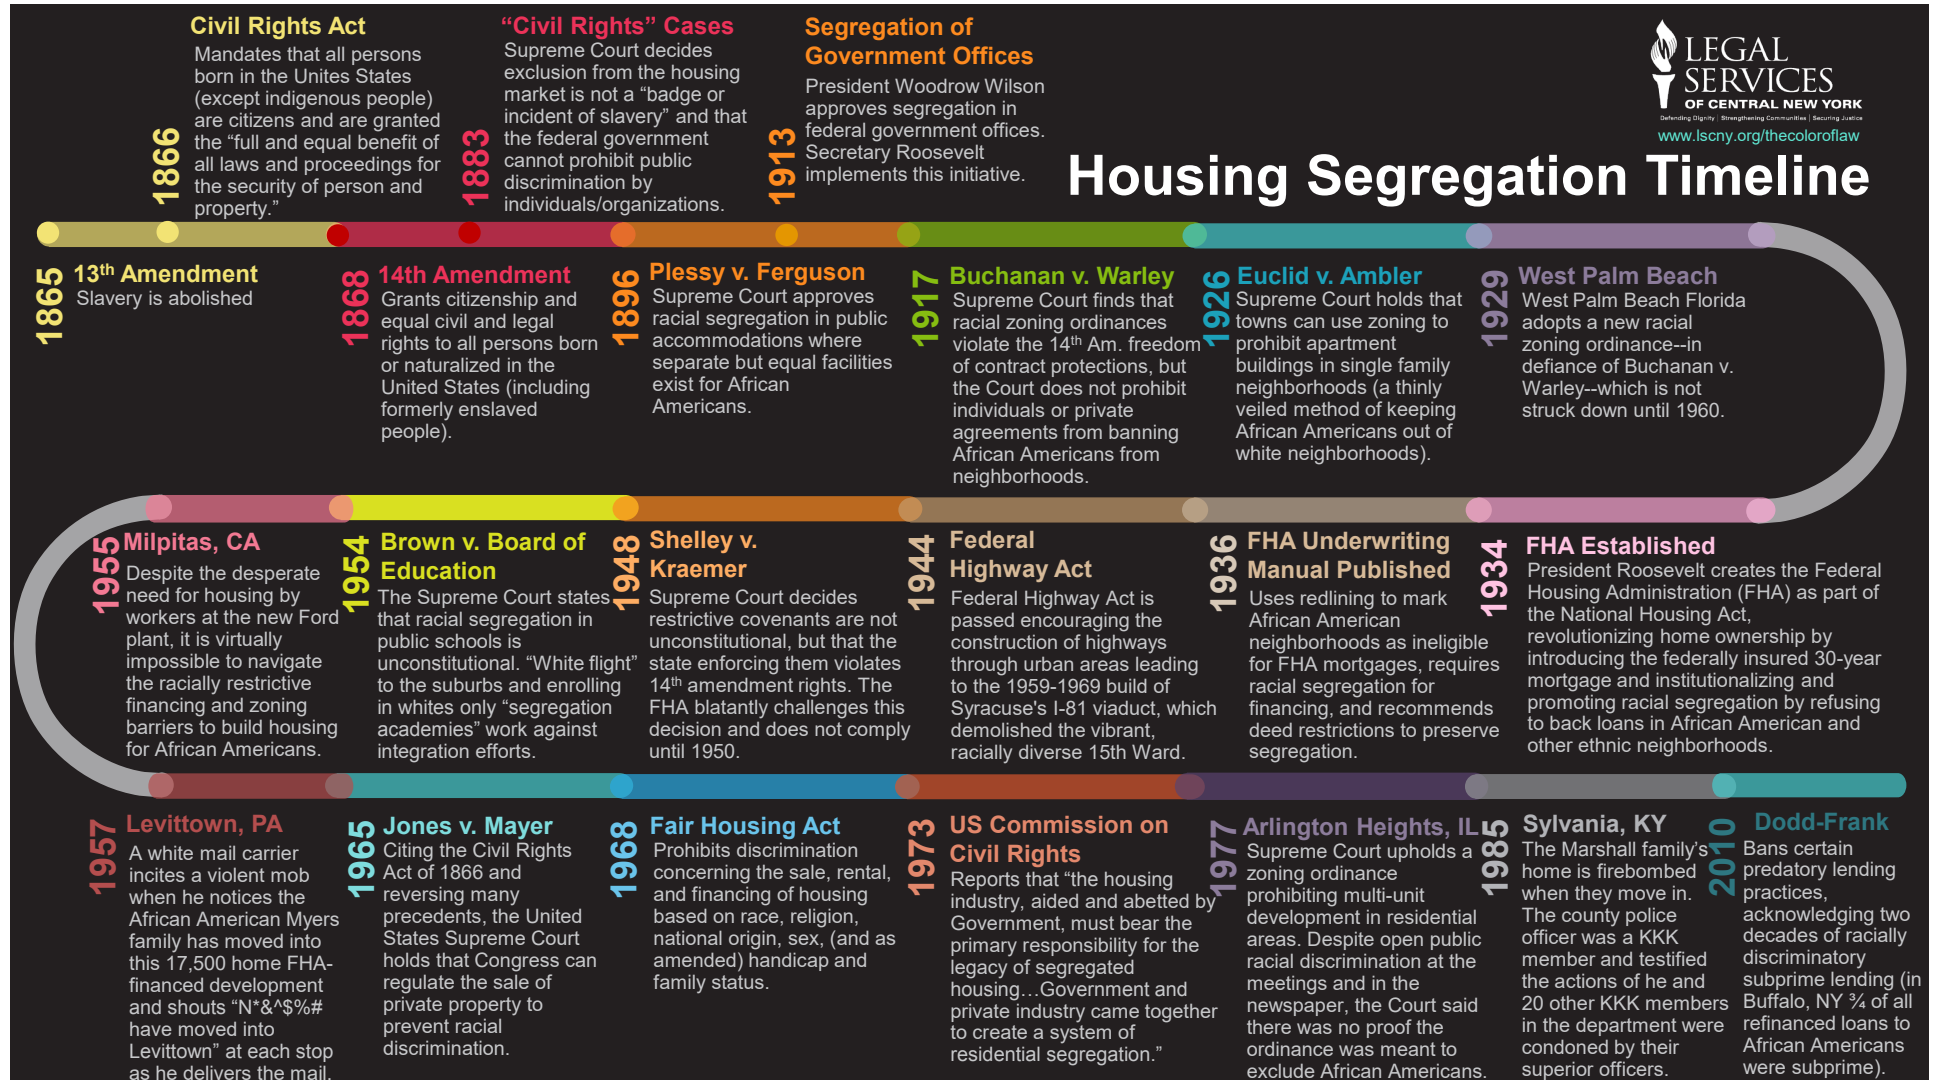 Civil Rights Act
Mandates that all persons
born in the Unites States
(except indigenous people)
are citizens and are granted
the “full and equal benefit of
all laws and proceedings for
the security of person and
property.”
1866
“Civil Rights” Cases
Supreme Court decides
exclusion from the housing
market is not a “badge or
incident of slavery” and that
the federal government
cannot prohibit public
discrimination by
individuals/organizations.
1883
Segregation of
Government Offices
President Woodrow Wilson
approves segregation in
federal government offices.
Secretary Roosevelt
implements this initiative.
1913
LEGAL
SERVICES
OF CENTRAL NEW YORK
Defending Dignity | Strengthening Communities | Securing Justice
www.lscny.org/thecoloroflaw
Housing Segregation Timeline
1865
13th Amendment
Slavery is abolished
1868
14th Amendment
Grants citizenship and
equal civil and legal
rights to all persons born
or naturalized in the
United States (including
formerly enslaved
people).
1896
Plessy v. Ferguson
Supreme Court approves
racial segregation in public
accommodations where
separate but equal facilities
exist for African
Americans.
1917
Buchanan v. Warley
Supreme Court finds that
racial zoning ordinances
violate the 14th Am. freedom
of contract protections, but
the Court does not prohibit
individuals or private
agreements from banning
African Americans from
neighborhoods.
1926
Euclid v. Ambler
Supreme Court holds that
towns can use zoning to
prohibit apartment
buildings in single family
neighborhoods (a thinly
veiled method of keeping
African Americans out of
white neighborhoods).
1929
West Palm Beach
West Palm Beach Florida
adopts a new racial
zoning ordinance--in
defiance of Buchanan v.
Warley--which is not
struck down until 1960.
1955
Milpitas, CA
Despite the desperate
need for housing by
workers at the new Ford
plant, it is virtually
impossible to navigate
the racially restrictive
financing and zoning
barriers to build housing
for African Americans.
1954
Brown v. Board of
Education
The Supreme Court states
that racial segregation in
public schools is
unconstitutional. “White flight”
to the suburbs and enrolling
in whites only “segregation
academies” work against
integration efforts.
1948
Shelley v.
Kraemer
Supreme Court decides
restrictive covenants are not
unconstitutional, but that the
state enforcing them violates
14th amendment rights. The
FHA blatantly challenges this
decision and does not comply
until 1950.
1944
Federal
Highway Act
Federal Highway Act is
passed encouraging the
construction of highways
through urban areas leading
to the 1959-1969 build of
Syracuse's I-81 viaduct, which
demolished the vibrant,
racially diverse 15th Ward.
1936
FHA Underwriting
Manual Published
Uses redlining to mark
African American
neighborhoods as ineligible
for FHA mortgages, requires
racial segregation for
financing, and recommends
deed restrictions to preserve
segregation.
1934
FHA Established
President Roosevelt creates the Federal
Housing Administration (FHA) as part of
the National Housing Act,
revolutionizing home ownership by
introducing the federally insured 30-year
mortgage and institutionalizing and
promoting racial segregation by refusing
to back loans in African American and
other ethnic neighborhoods.
1957
Levittown, PA
A white mail carrier
incites a violent mob
when he notices the
African American Myers
family has moved into
this 17,500 home FHA-
financed development
and shouts “N*&^$%#
have moved into
Levittown” at each stop
as he delivers the mail.
1965
Jones v. Mayer
Citing the Civil Rights
Act of 1866 and
reversing many
precedents, the United
States Supreme Court
holds that Congress can
regulate the sale of
private property to
prevent racial
discrimination.
1968
Fair Housing Act
Prohibits discrimination
concerning the sale, rental,
and financing of housing
based on race, religion,
national origin, sex, (and as
amended) handicap and
family status.
1973
US Commission on
Civil Rights
Reports that “the housing
industry, aided and abetted by
Government, must bear the
primary responsibility for the
legacy of segregated
housing…Government and
private industry came together
to create a system of
residential segregation.”
1977
Arlington Heights, IL
Supreme Court upholds a
zoning ordinance
prohibiting multi-unit
development in residential
areas. Despite open public
racial discrimination at the
meetings and in the
newspaper, the Court said
there was no proof the
ordinance was meant to
exclude African Americans.
1985
Sylvania, KY
The Marshall family’s
home is firebombed
when they move in.
The county police
officer was a KKK
member and testified
the actions of he and
20 other KKK members
in the department were
condoned by their
superior officers.
2010
Dodd-Frank
Bans certain
predatory lending
practices,
acknowledging two
decades of racially
discriminatory
subprime lending (in
Buffalo, NY ¾ of all
refinanced loans to
African Americans
were subprime).